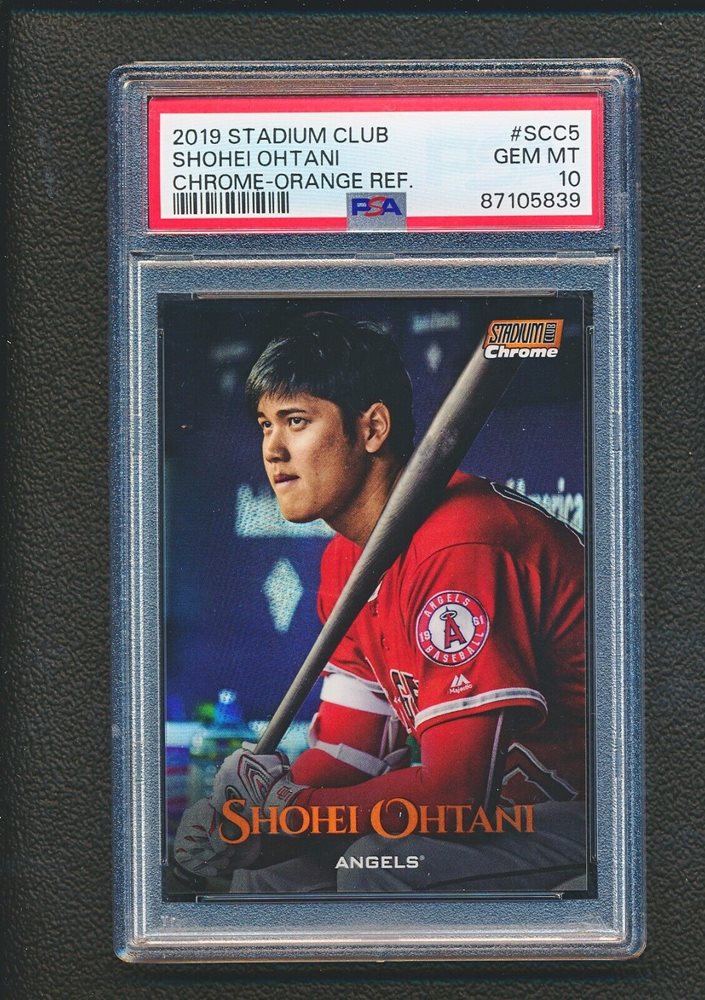 2019 STADIUM CLUB #SCC5
SHOHEI OHTANI GEM MT
CHROME-ORANGE REF. 10
PSA 87105839
STADIUM CLUB
Chrome
America
ANGELS
1961
BASEBALL
A
Majestic
SHOHEI OHTANI
ANGELS®